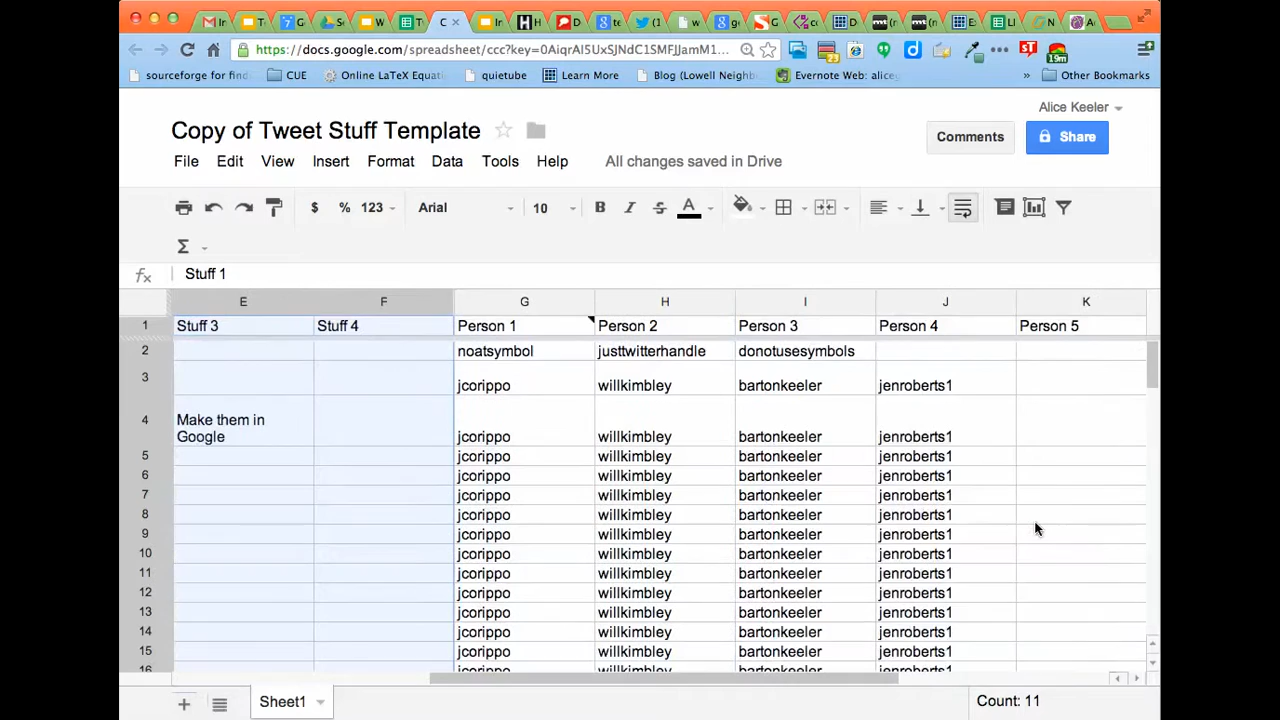 https://docs.google.com/spreadsheet/ccc?key=0AiqrAl5UxSJNdC1SMFJJamM1...
sourceforge for find CUE Online LaTeX Equati quietube Learn More Blog (Lowell Neighb Evernote Web: alice » Other Bookmarks
19m
Alice Keeler
Copy of Tweet Stuff Template
Comments Share
File Edit View Insert Format Data Tools Help All changes saved in Drive
$ % 123 Arial 10 B I S A
Σ
fx Stuff 1
E F G H I J K
1 Stuff 3 Stuff 4 Person 1 Person 2 Person 3 Person 4 Person 5
2 noatsymbol justtwitterhandle donotusesymbols
3 jcorippo willkimbley bartonkeeler jenroberts1
4 Make them in
Google jcorippo willkimbley bartonkeeler jenroberts1
5 jcorippo willkimbley bartonkeeler jenroberts1
6 jcorippo willkimbley bartonkeeler jenroberts1
7 jcorippo willkimbley bartonkeeler jenroberts1
8 jcorippo willkimbley bartonkeeler jenroberts1
9 jcorippo willkimbley bartonkeeler jenroberts1
10 jcorippo willkimbley bartonkeeler jenroberts1
11 jcorippo willkimbley bartonkeeler jenroberts1
12 jcorippo willkimbley bartonkeeler jenroberts1
13 jcorippo willkimbley bartonkeeler jenroberts1
14 jcorippo willkimbley bartonkeeler jenroberts1
15 jcorippo willkimbley bartonkeeler jenroberts1
16 jcorippo willkimbley bartonkeeler jenroberts1
Sheet1 Count: 11